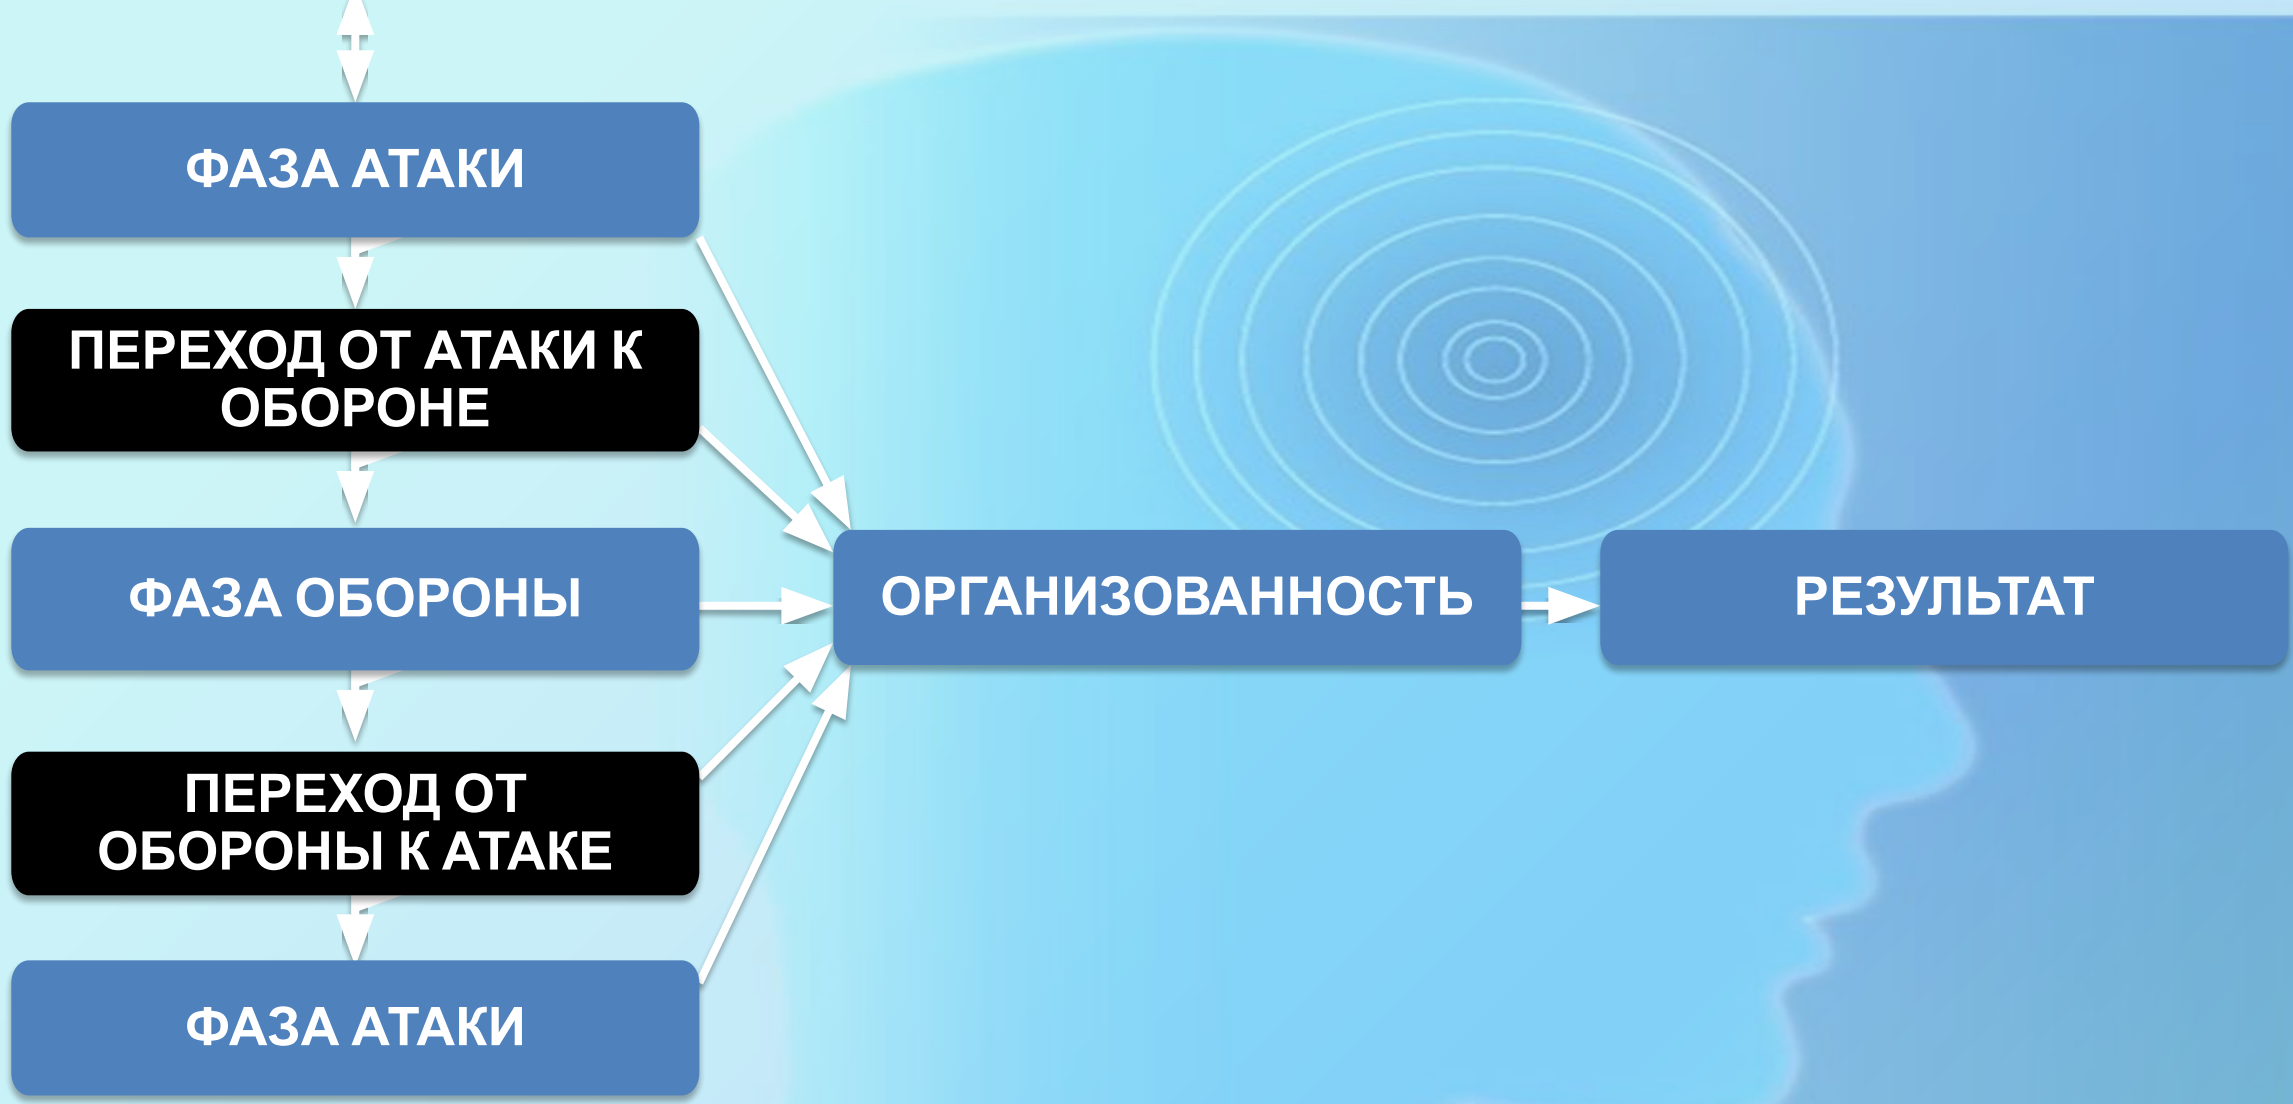 ФАЗА АТАКИ
ПЕРЕХОД ОТ АТАКИ К
ОБОРОНЕ
ФАЗА ОБОРОНЫ
ПЕРЕХОД ОТ
ОБОРОНЫ К АТАКЕ
ФАЗА АТАКИ
ОРГАНИЗОВАННОСТЬ
РЕЗУЛЬТАТ